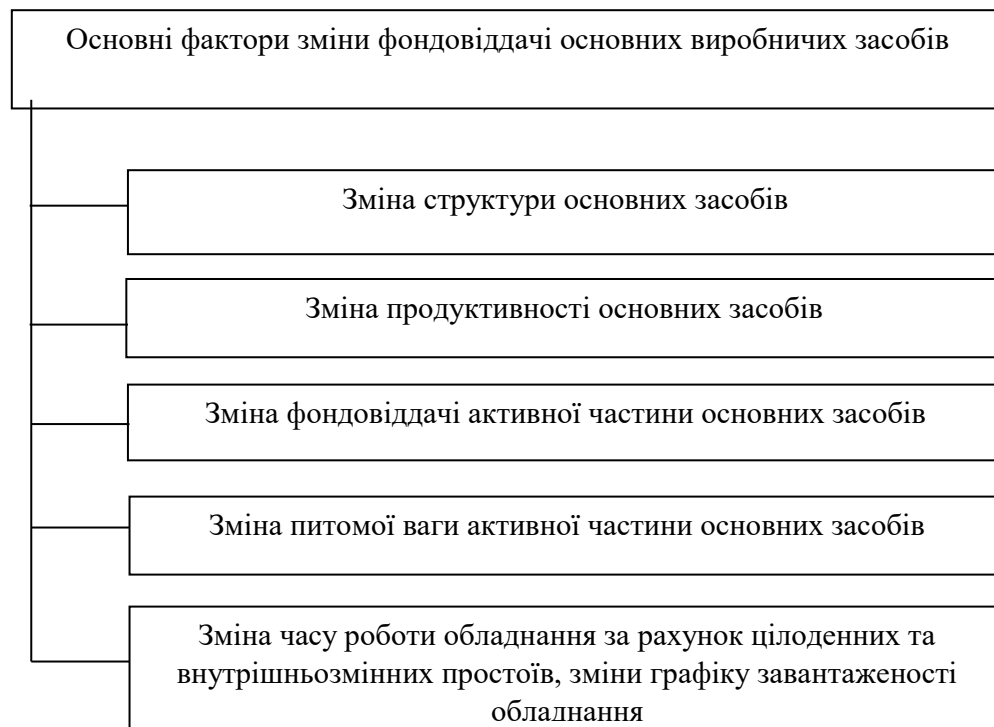 Основні фактори зміни фондовіддачі основних виробничих засобів
Зміна структури основних засобів
Зміна продуктивності основних засобів
Зміна фондовіддачі активної частини основних засобів
Зміна питомої ваги активної частини основних засобів
Зміна часу роботи обладнання за рахунок цілоденних та
внутрішньозмінних простоїв, зміни графіку завантаженості
обладнання